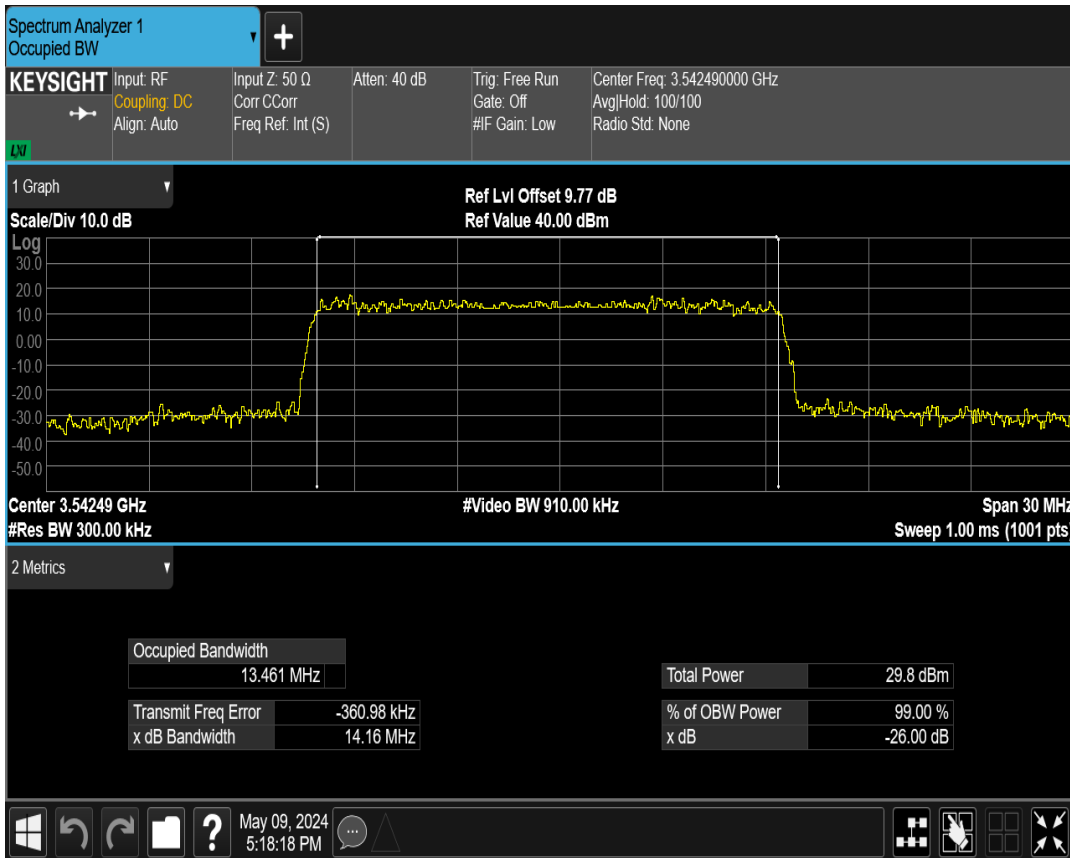 Spectrum Analyzer 1
Occupied BW
+
KEYSIGHT
LXI
Input: RF
Coupling: DC
Align: Auto
Input Z: 50 Ω
Corr CCorr
Freq Ref: Int (S)
Atten: 40 dB
Trig: Free Run
Gate: Off
#IF Gain: Low
Center Freq: 3.542490000 GHz
Avg|Hold: 100/100
Radio Std: None
1 Graph
Scale/Div 10.0 dB
Ref Lvl Offset 9.77 dB
Ref Value 40.00 dBm
Log
30.0
20.0
10.0
0.00
-10.0
-20.0
-30.0
-40.0
-50.0
Center 3.54249 GHz
#Video BW 910.00 kHz
Span 30 MHz
#Res BW 300.00 kHz
Sweep 1.00 ms (1001 pts)
2 Metrics
Occupied Bandwidth
13.461 MHz
Transmit Freq Error -360.98 kHz
x dB Bandwidth 14.16 MHz
Total Power 29.8 dBm
% of OBW Power 99.00 %
x dB -26.00 dB
?
May 09, 2024
5:18:18 PM